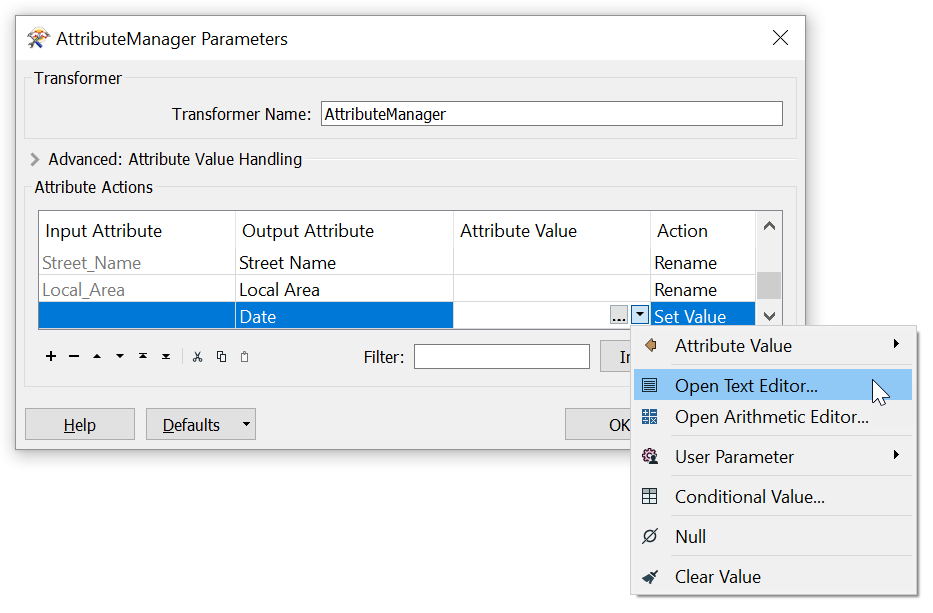 AttributeManager Parameters
Transformer
Transformer Name: AttributeManager
Advanced: Attribute Value Handling
Attribute Actions
Input Attribute Output Attribute Attribute Value Action
Street_Name Street Name Rename
Local_Area Local Area Rename
Date ... Set Value
Filter:
Attribute Value
Open Text Editor...
Open Arithmetic Editor...
User Parameter
Conditional Value...
Null
Clear Value
Help Defaults OK